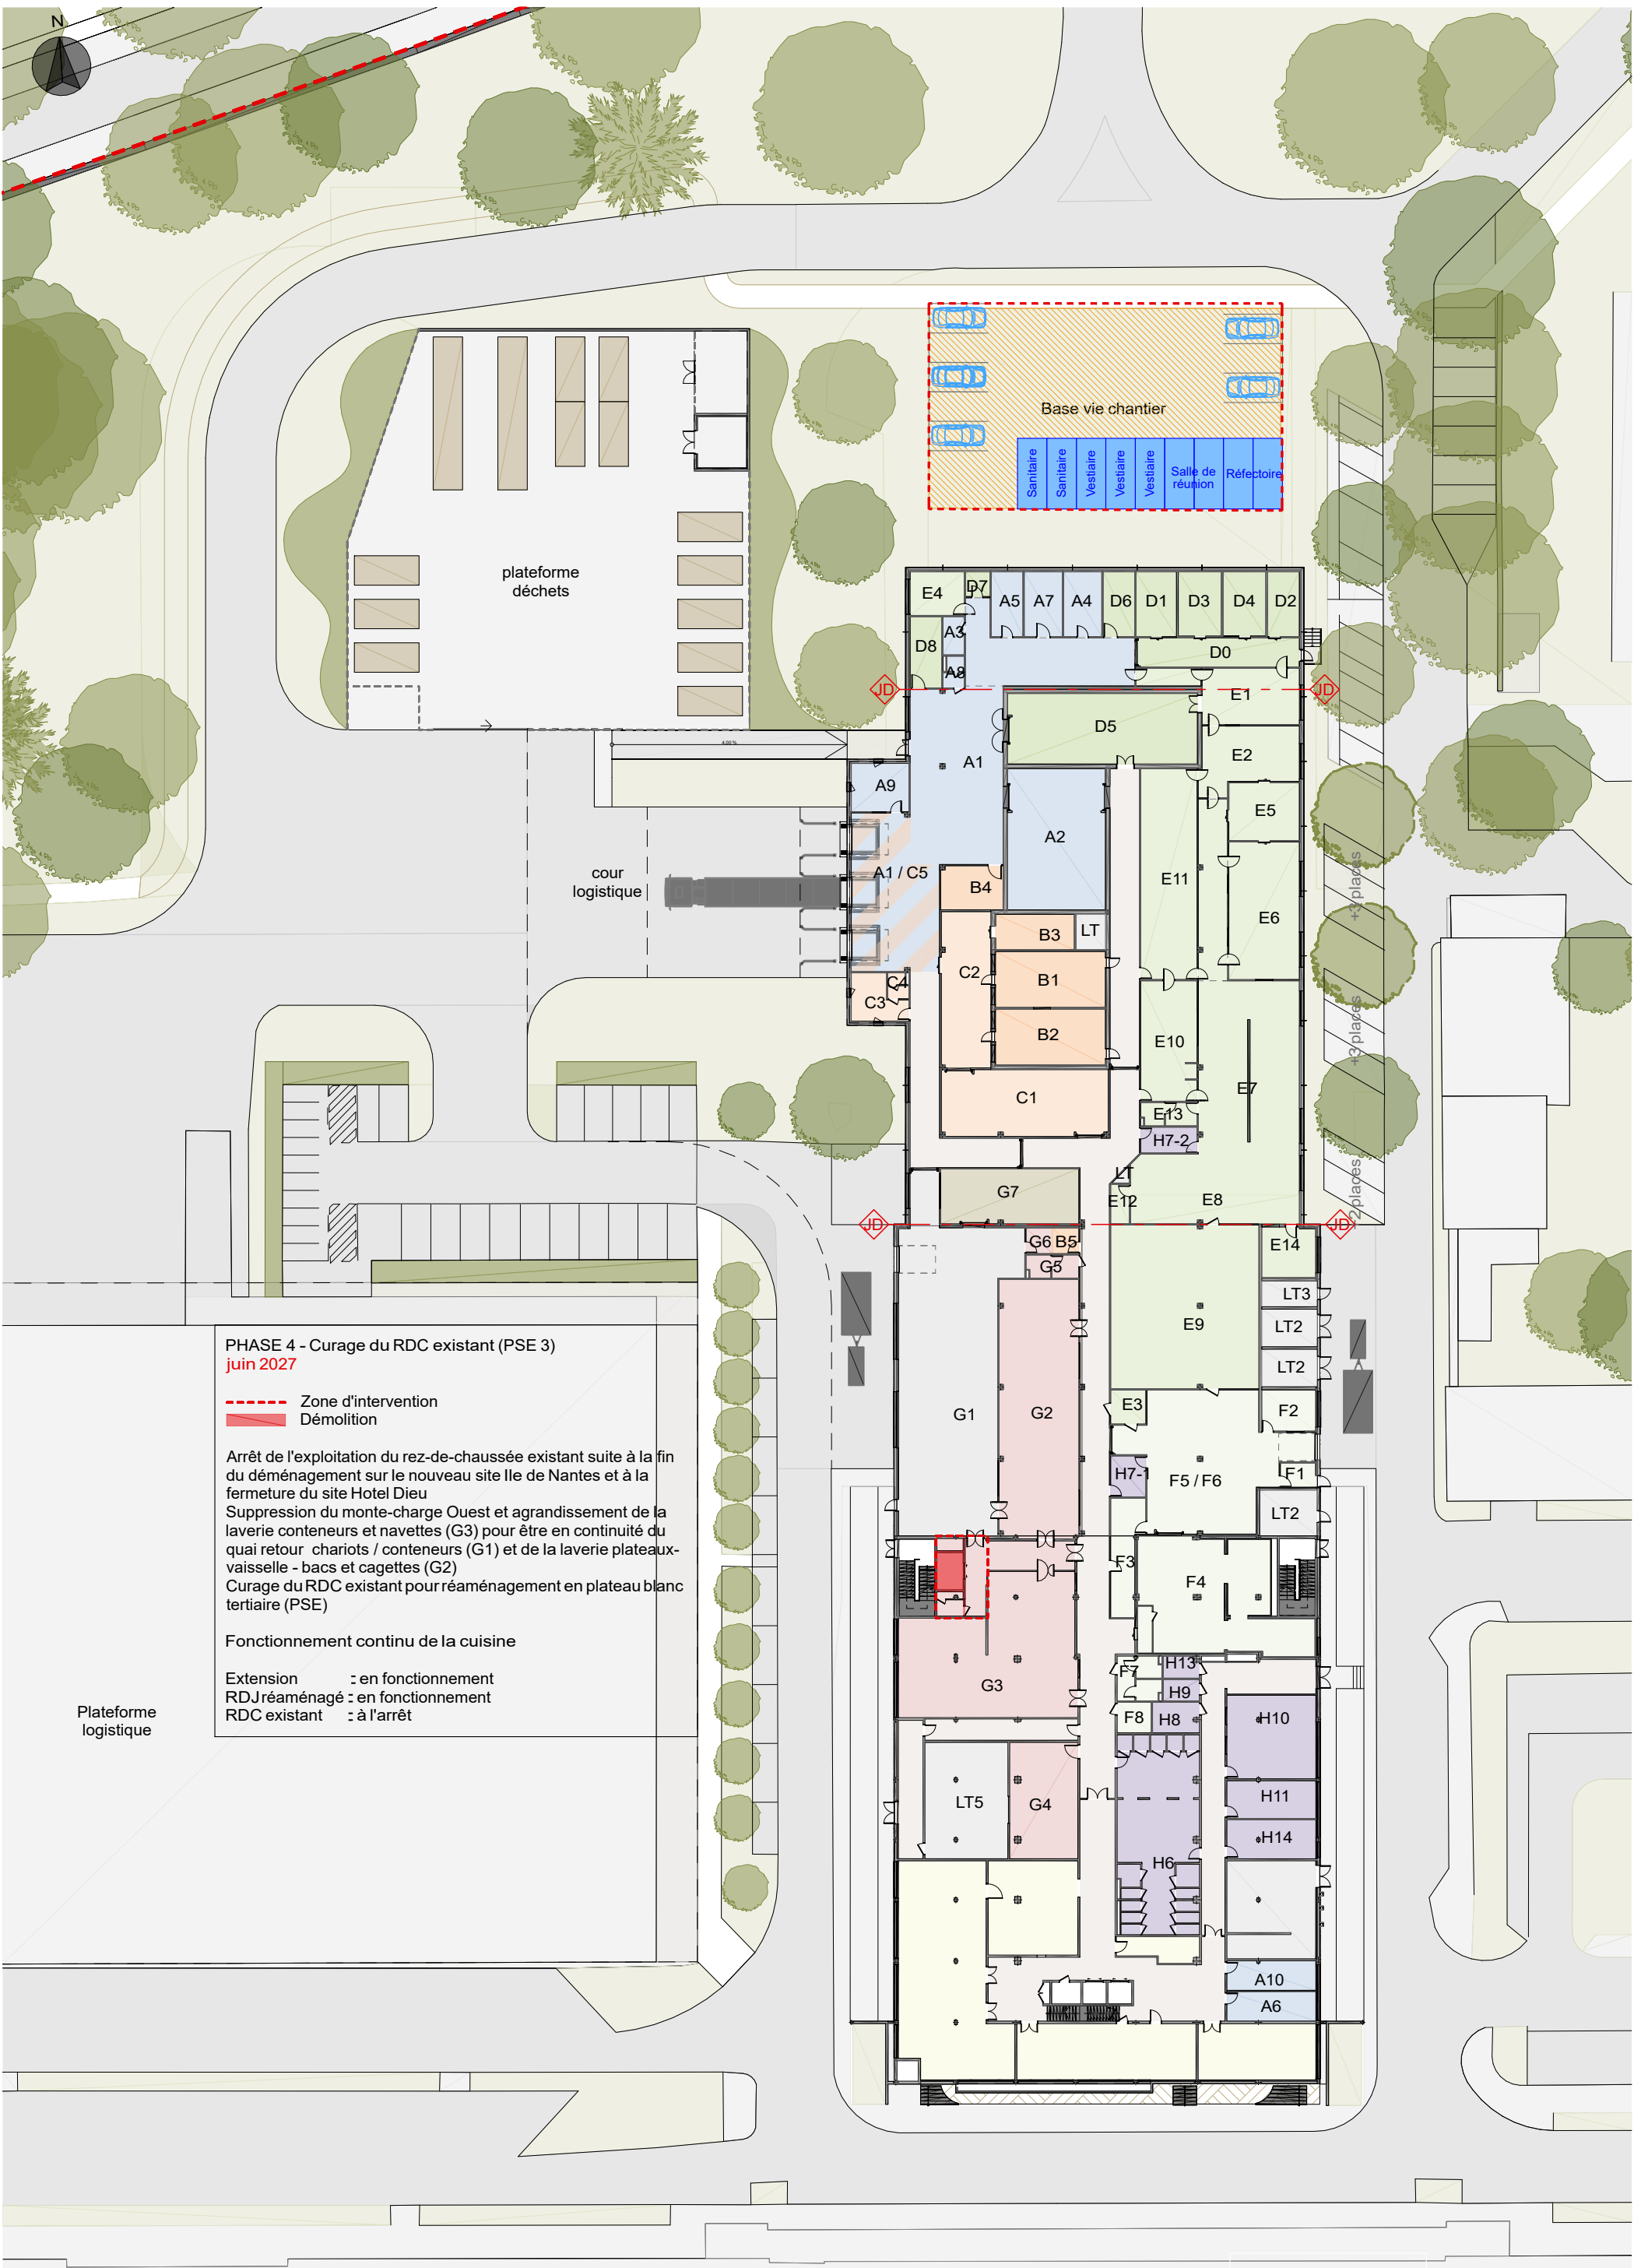 N
Base vie chantier
Sanitaire
Sanitaire
Vestiaire
Vestiaire
Vestiaire
Salle de
réunion
Réfectoire
plateforme
déchets
E4
D7
A5
A7
A4
D6
D1
D3
D4
D2
A3
D8
A8
D0
JD
JD
E1
D5
E2
4,00 %
A1
A9
E5
A2
cour
logistique
A1 / C5
B4
E11
E6
+3 places
B3
LT
C2
B1
C4
C3
B2
E10
+3 places
E7
C1
E13
H7-2
LT
G7
E12
E8
+2 places
JD
JD
G6
B5
E14
G5
LT3
E9
LT2
LT2
PHASE 4 - Curage du RDC existant (PSE 3)
juin 2027
Zone d'intervention
Démolition
Arrêt de l'exploitation du rez-de-chaussée existant suite à la fin
du déménagement sur le nouveau site Ile de Nantes et à la
fermeture du site Hotel Dieu
Suppression du monte-charge Ouest et agrandissement de la
laverie conteneurs et navettes (G3) pour être en continuité du
quai retour chariots / conteneurs (G1) et de la laverie plateaux-
vaisselle - bacs et cagettes (G2)
Curage du RDC existant pour réaménagement en plateau blanc
tertiaire (PSE)
Fonctionnement continu de la cuisine
Extension : en fonctionnement
RDJ réaménagé : en fonctionnement
RDC existant : à l'arrêt
G1
G2
E3
F2
H7-1
F5 / F6
F1
LT2
F3
F4
G3
F7
H13
H9
F8
H8
H10
Plateforme
logistique
LT5
G4
H11
H14
H6
A10
A6